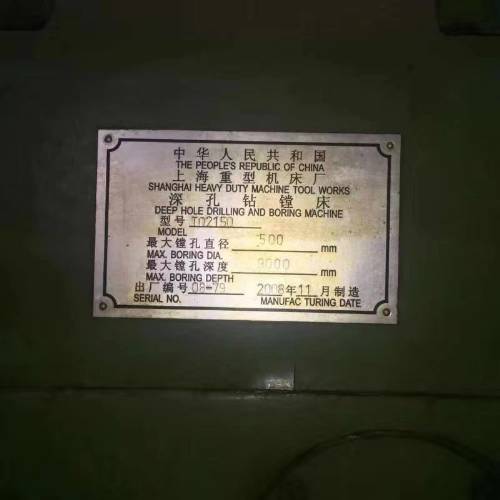 中华人民共和国
THE PEOPLE'S REPUBLIC OF CHINA
上海重型机床厂
SHANGHAI HEAVY DUTY MACHINE TOOL WORKS
深孔钻镗床
DEEP HOLE DRILLING AND BORING MACHINE
型号 TQ2150
MODEL
最大镗孔直径 500 mm
MAX. BORING DIA.
最大镗孔深度 mm
MAX. BORING DEPTH
出厂编号 08-79 2008年11月制造
SERIAL NO. MANUFAC TURING DATE